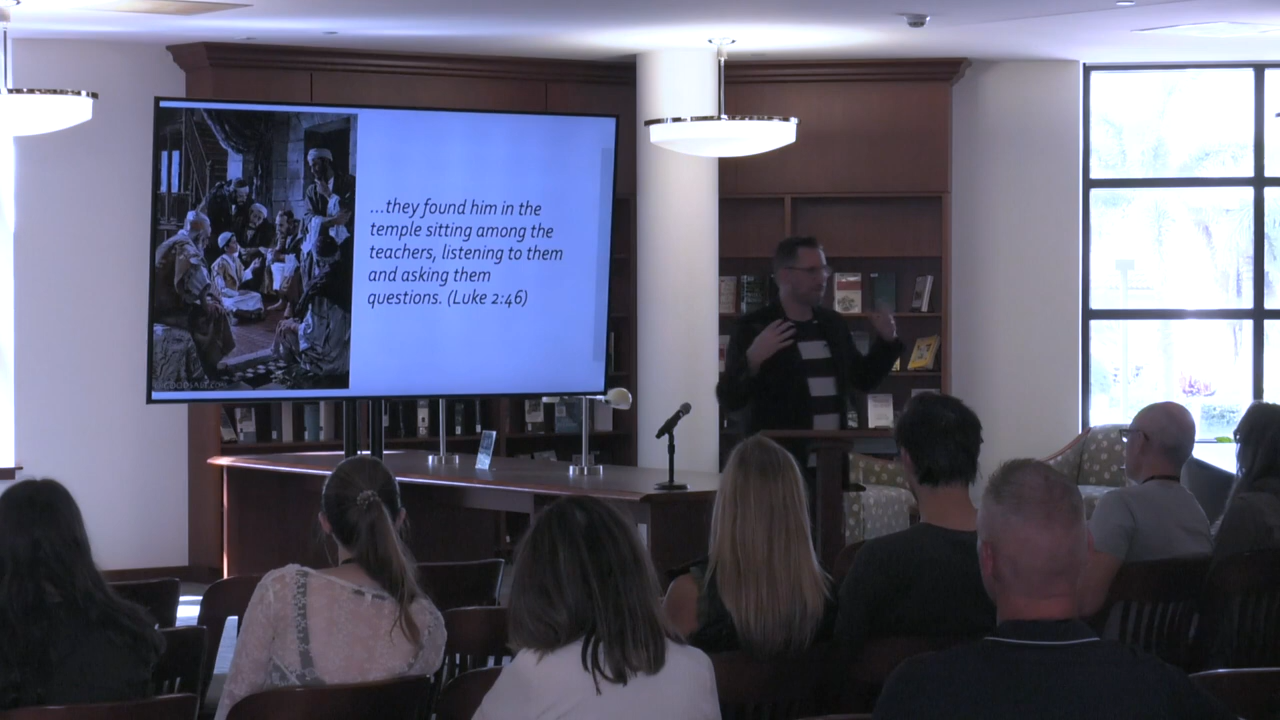 ...they found him in the
temple sitting among the
teachers, listening to them
and asking them
questions. (Luke 2:46)